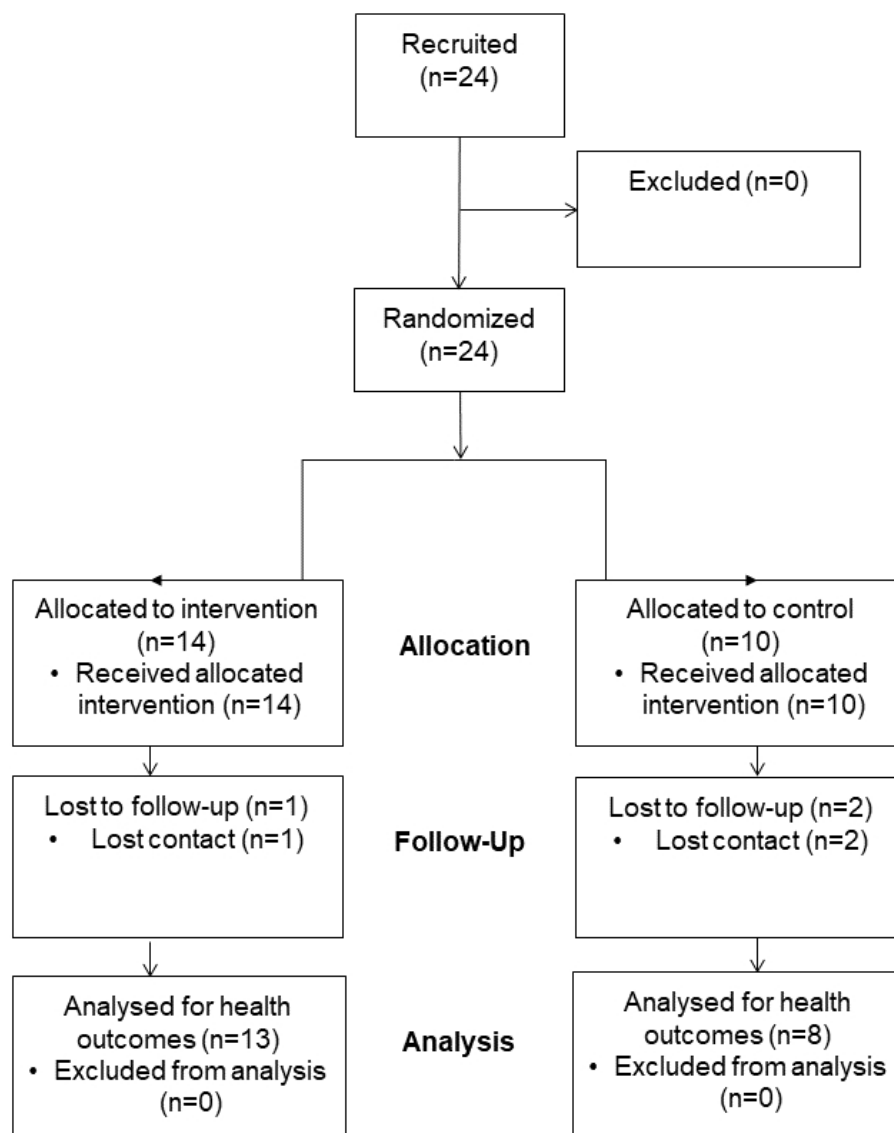 Recruited
(n=24)
Excluded (n=0)
Randomized
(n=24)
Allocated to intervention
(n=14)
• Received allocated
intervention (n=14)
Allocation
Allocated to control
(n=10)
• Received allocated
intervention (n=10)
Lost to follow-up (n=1)
• Lost contact (n=1)
Follow-Up
Lost to follow-up (n=2)
• Lost contact (n=2)
Analysed for health
outcomes (n=13)
• Excluded from analysis
(n=0)
Analysis
Analysed for health
outcomes (n=8)
• Excluded from analysis
(n=0)